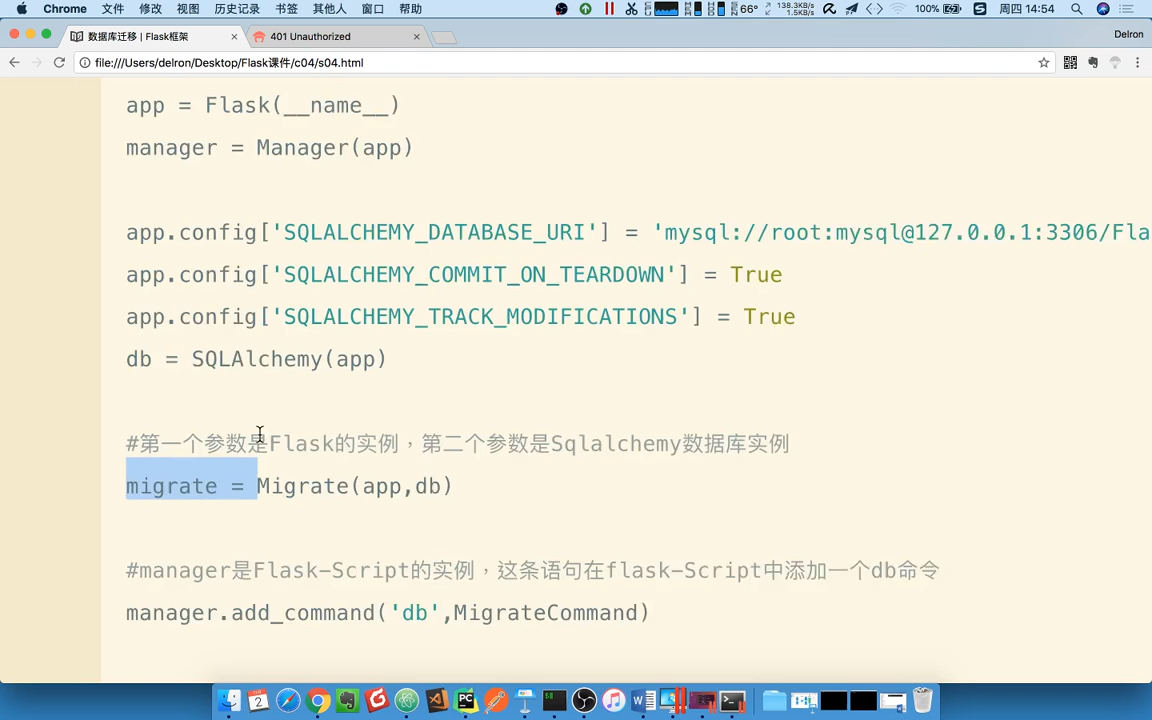 Chrome 文件 修改 视图 历史记录 书签 其他人 窗口 帮助 66° 138.3KB/s 1.5KB/s 100% 周四 14:54
数据库迁移 | Flask框架 401 Unauthorized Delron
file:///Users/delron/Desktop/Flask课件/c04/s04.html
app = Flask(__name__)
manager = Manager(app)
app.config['SQLALCHEMY_DATABASE_URI'] = 'mysql://root:mysql@127.0.0.1:3306/Fla
app.config['SQLALCHEMY_COMMIT_ON_TEARDOWN'] = True
app.config['SQLALCHEMY_TRACK_MODIFICATIONS'] = True
db = SQLAlchemy(app)
#第一个参数是Flask的实例，第二个参数是Sqlalchemy数据库实例
migrate = Migrate(app,db)
#manager是Flask-Script的实例，这条语句在flask-Script中添加一个db命令
manager.add_command('db',MigrateCommand)